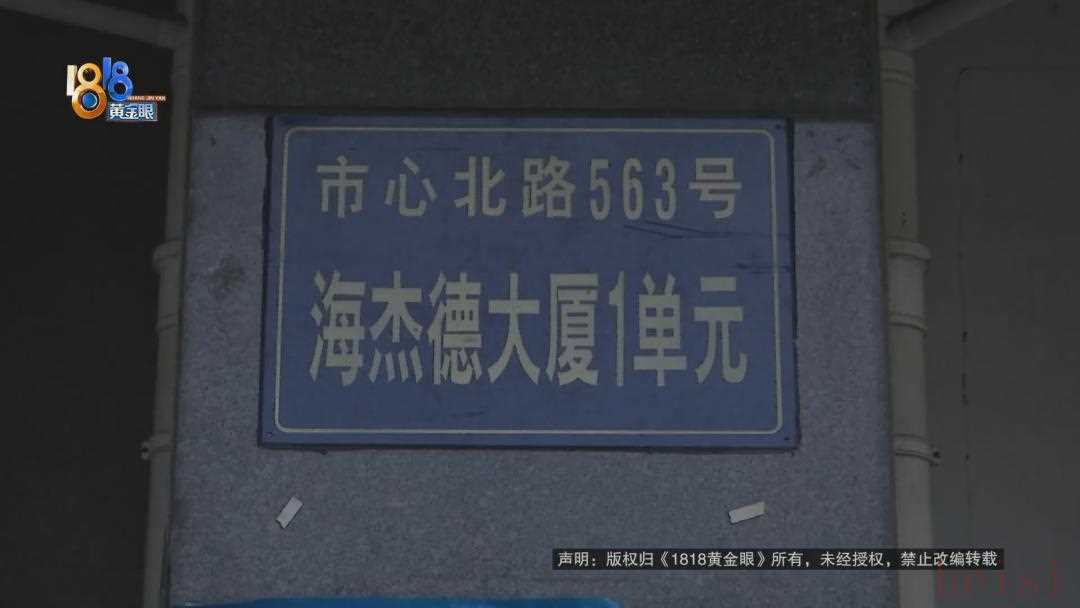 1818
黄金眼
市心北路563号
海杰德大厦1单元
声明：版权归《1818黄金眼》所有，未经授权，禁止改编转载